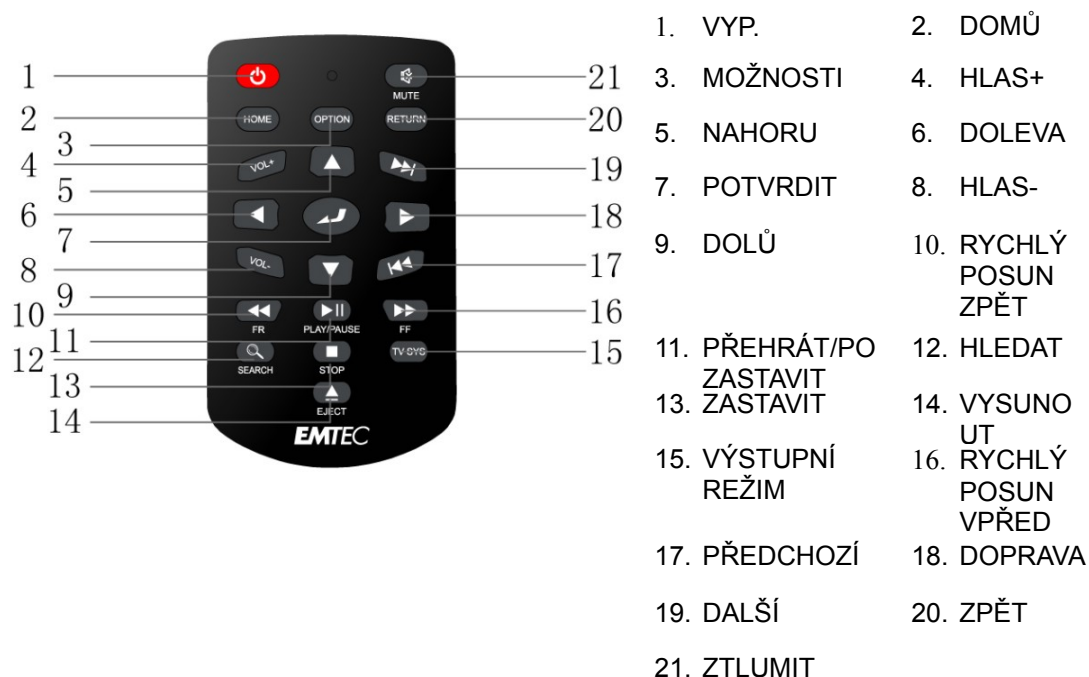 1
2
3
4
5
6
7
8
9
10
11
12
13
14
MUTE
HOME
OPTION
RETURN
VOL+
VOL-
FR
PLAY/PAUSE
FF
SEARCH
STOP
TV-SYS
EJECT
EMTEC
21
20
19
18
17
16
15
1. VYP. 2. DOMŮ
3. MOŽNOSTI 4. HLAS+
5. NAHORU 6. DOLEVA
7. POTVRDIT 8. HLAS-
9. DOLŮ 10. RYCHLÝ
POSUN
ZPĚT
11. PŘEHRÁT/PO 12. HLEDAT
ZASTAVIT
13. ZASTAVIT 14. VYSUNO
UT
15. VÝSTUPNÍ 16. RYCHLÝ
REŽIM POSUN
VPŘED
17. PŘEDCHOZÍ 18. DOPRAVA
19. DALŠÍ 20. ZPĚT
21. ZTLUMIT